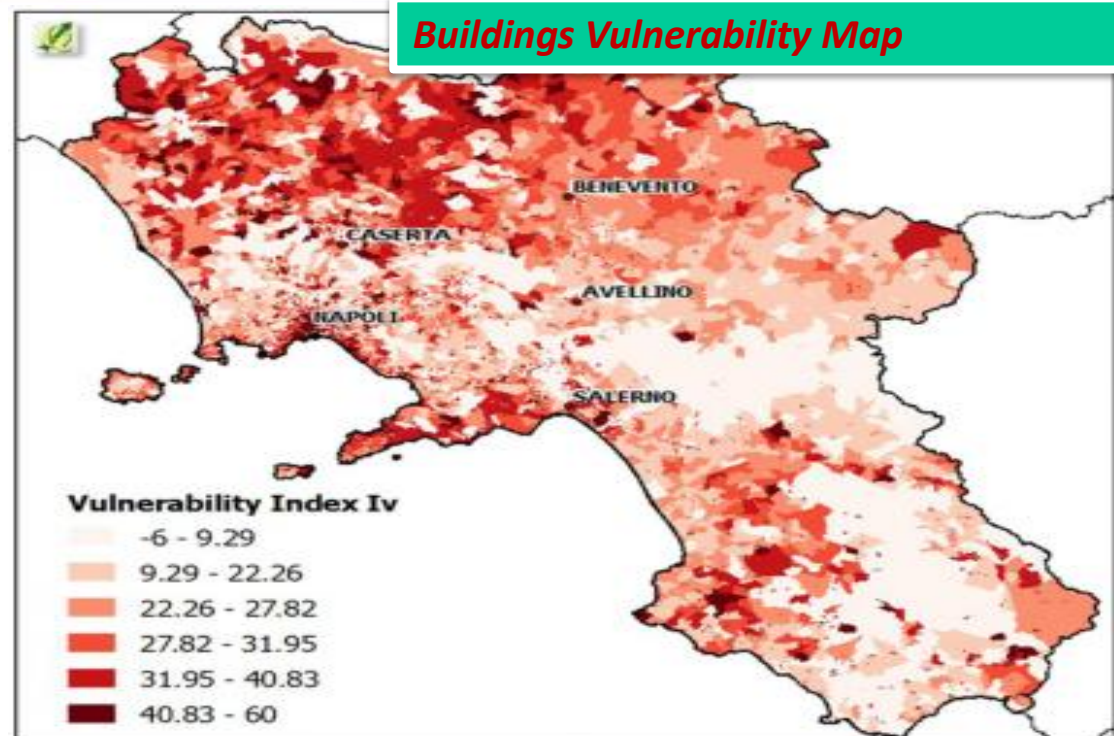 Buildings Vulnerability Map
BENEVENTO
CASERTA
AVELLINO
NAPOLI
SALERNO
Vulnerability Index Iv
-6 - 9.29
9.29 - 22.26
22.26 - 27.82
27.82 - 31.95
31.95 - 40.83
40.83 - 60